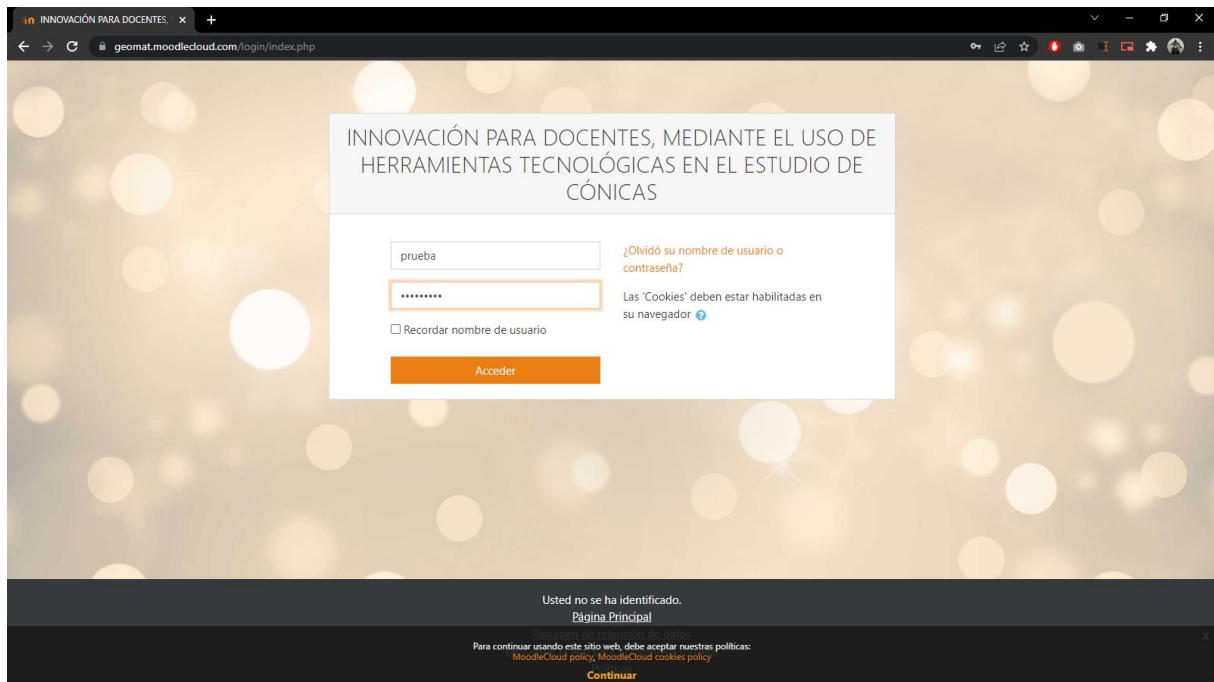 INNOVACIÓN PARA DOCENTES,
geomat.moodlecloud.com/login/index.php
INNOVACIÓN PARA DOCENTES, MEDIANTE EL USO DE
HERRAMIENTAS TECNOLÓGICAS EN EL ESTUDIO DE
CÓNICAS
prueba
¿Olvidó su nombre de usuario o
contraseña?
•••••••••
Las 'Cookies' deben estar habilitadas en
su navegador
Recordar nombre de usuario
Acceder
Usted no se ha identificado.
Página Principal
Resumen de retención de datos
Para continuar usando este sitio web, debe aceptar nuestras políticas:
MoodleCloud policy, MoodleCloud cookies policy
Continuar